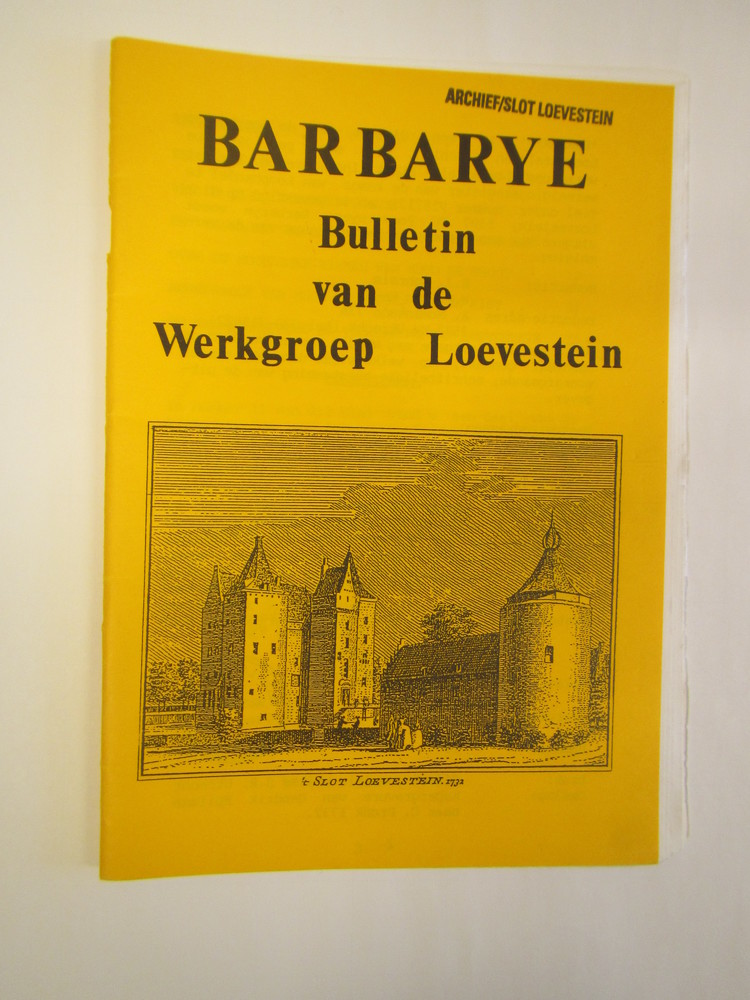 ARCHIEF/SLOT LOEVESTEIN
BARBARYE
Bulletin
van de
Werkgroep Loevestein
't SLOT LOEVESTEIN. 1732